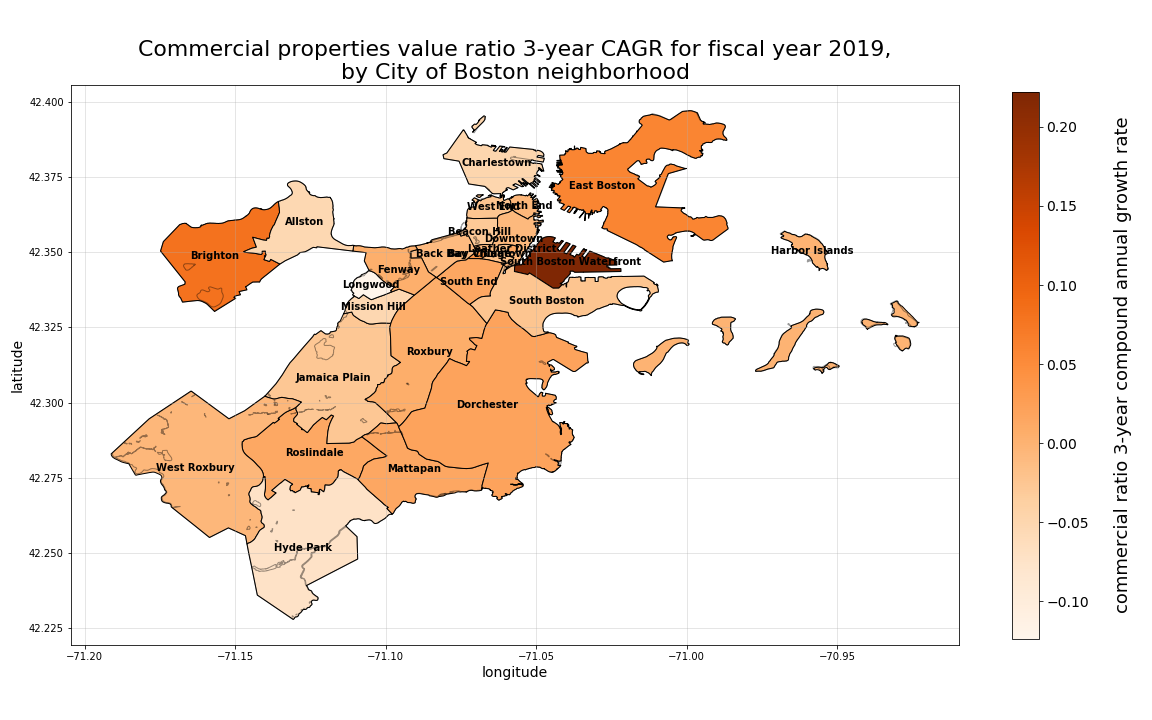 Commercial properties value ratio 3-year CAGR for fiscal year 2019,
by City of Boston neighborhood
42.400
42.375
42.350
42.325
42.300
42.275
42.250
42.225
latitude
Charlestown
East Boston
West End
North End
Allston
Beacon Hill
Downtown
Leather District
Brighton
Back Bay
Bay Village
Chinatown
Harbor Islands
South Boston Waterfront
Fenway
South End
Longwood
Mission Hill
South Boston
Roxbury
Jamaica Plain
Dorchester
Roslindale
West Roxbury
Mattapan
Hyde Park
−71.20
−71.15
−71.10
−71.05
−71.00
−70.95
longitude
0.20
0.15
0.10
0.05
0.00
−0.05
−0.10
commercial ratio 3-year compound annual growth rate